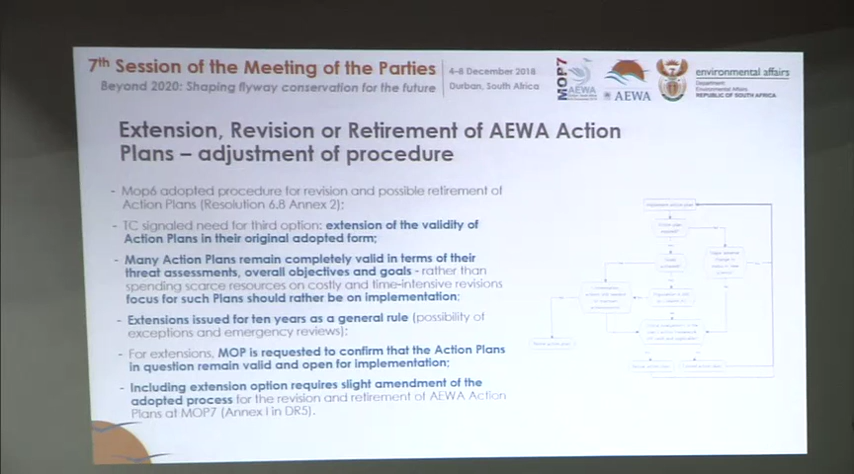 7th Session of the Meeting of the Parties
Beyond 2020: Shaping flyway conservation for the future
4-8 December 2018
Durban, South Africa
MOP7
AEWA
AEWA
environmental affairs
Department:
Environmental Affairs
REPUBLIC OF SOUTH AFRICA
Extension, Revision or Retirement of AEWA Action
Plans – adjustment of procedure
- Mop6 adopted procedure for revision and possible retirement of
Action Plans (Resolution 6.8 Annex 2);
- TC signaled need for third option: extension of the validity of
Action Plans in their original adopted form;
- Many Action Plans remain completely valid in terms of their
threat assessments, overall objectives and goals - rather than
spending scarce resources on costly and time-intensive revisions
focus for such Plans should rather be on implementation;
- Extensions issued for ten years as a general rule (possibility of
exceptions and emergency reviews);
- For extensions, MOP is requested to confirm that the Action Plans
in question remain valid and open for implementation;
- Including extension option requires slight amendment of the
adopted process for the revision and retirement of AEWA Action
Plans at MOP7 (Annex I in DR5).